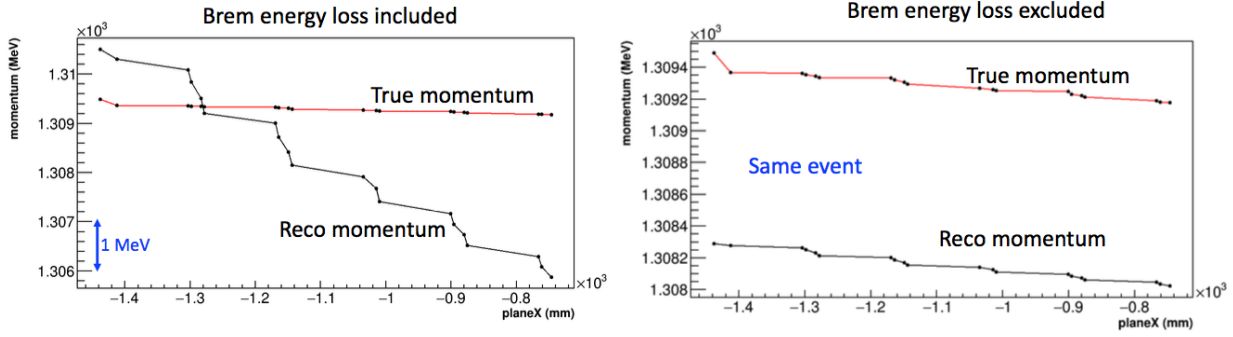 Brem energy loss included
×10³
momentum (MeV)
1.31
1.309
1.308
1.307
1.306
True momentum
Reco momentum
1 MeV
−1.4 −1.3 −1.2 −1.1 −1 −0.9 −0.8
×10³
planeX (mm)
Brem energy loss excluded
×10³
momentum (MeV)
1.3094
1.3092
1.309
1.3088
1.3086
1.3084
1.3082
1.308
True momentum
Same event
Reco momentum
−1.4 −1.3 −1.2 −1.1 −1 −0.9 −0.8
×10³
planeX (mm)